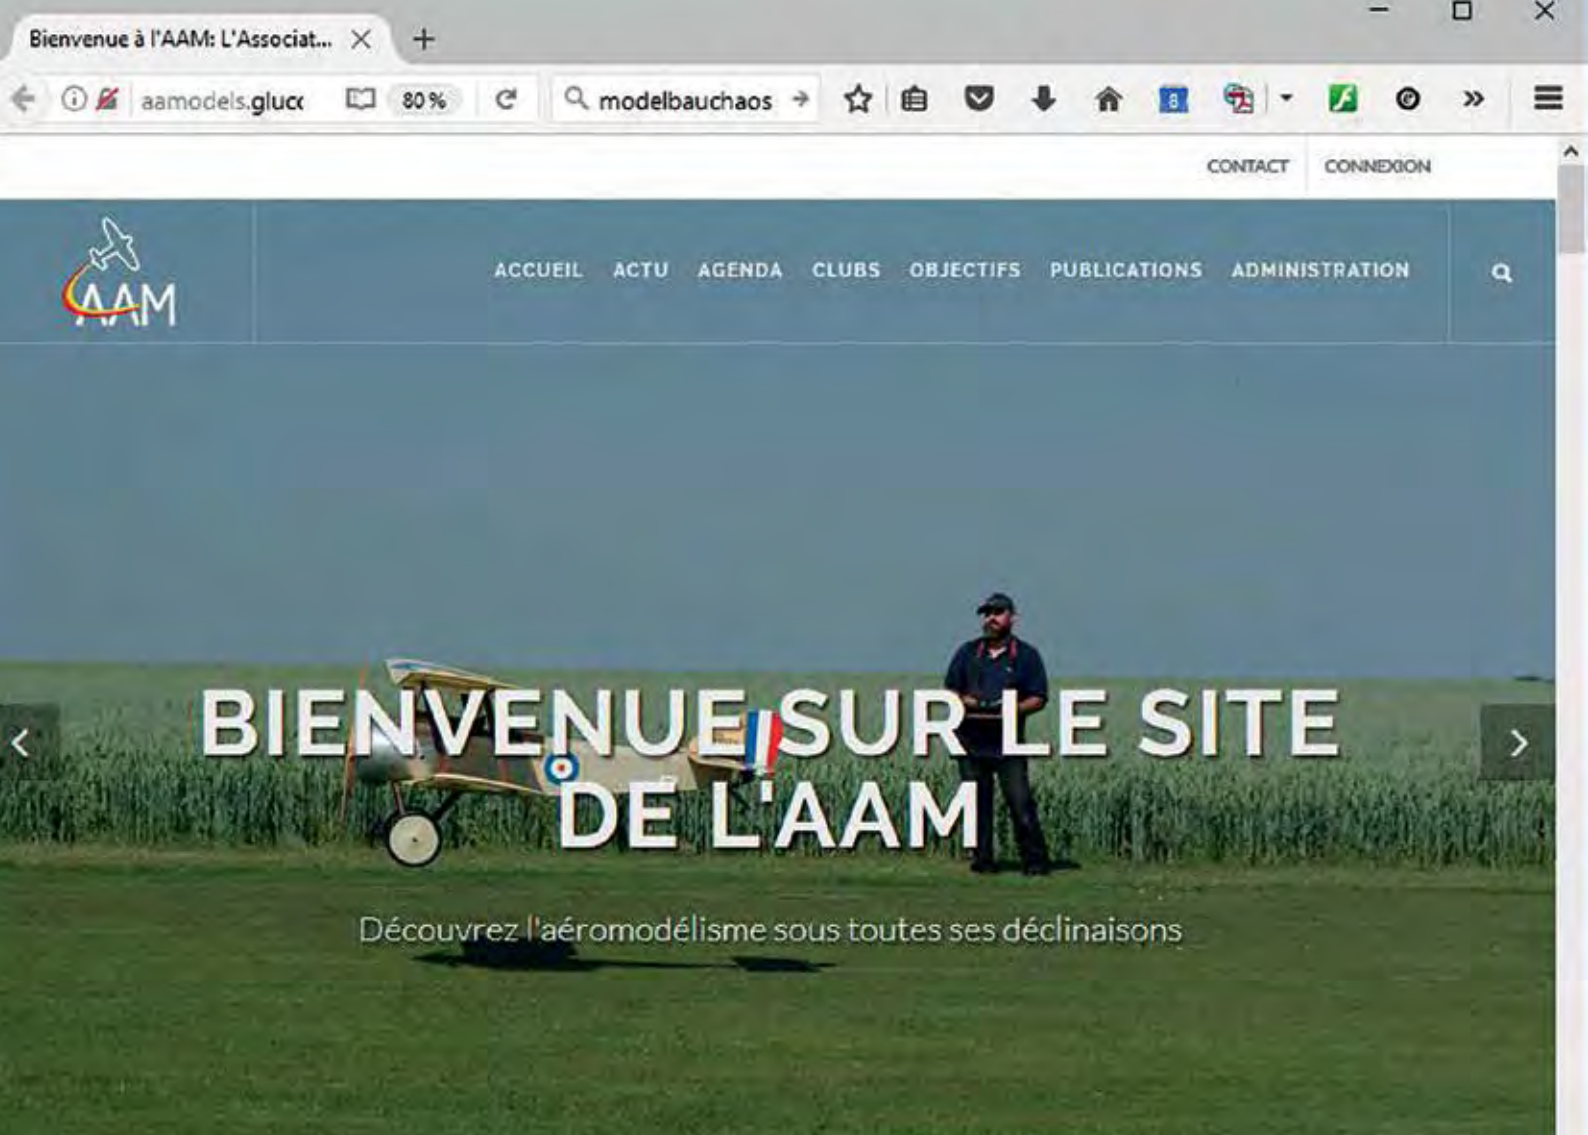 Bienvenue à l'AAM: L'Associat...
aamodels.gluc
80%
modelbauchaos
8
CONTACT
CONNEXION
AAM
ACCUEIL
ACTU
AGENDA
CLUBS
OBJECTIFS
PUBLICATIONS
ADMINISTRATION
BIENVENUE SUR LE SITE
DE L'AAM
Découvrez l'aéromodélisme sous toutes ses déclinaisons